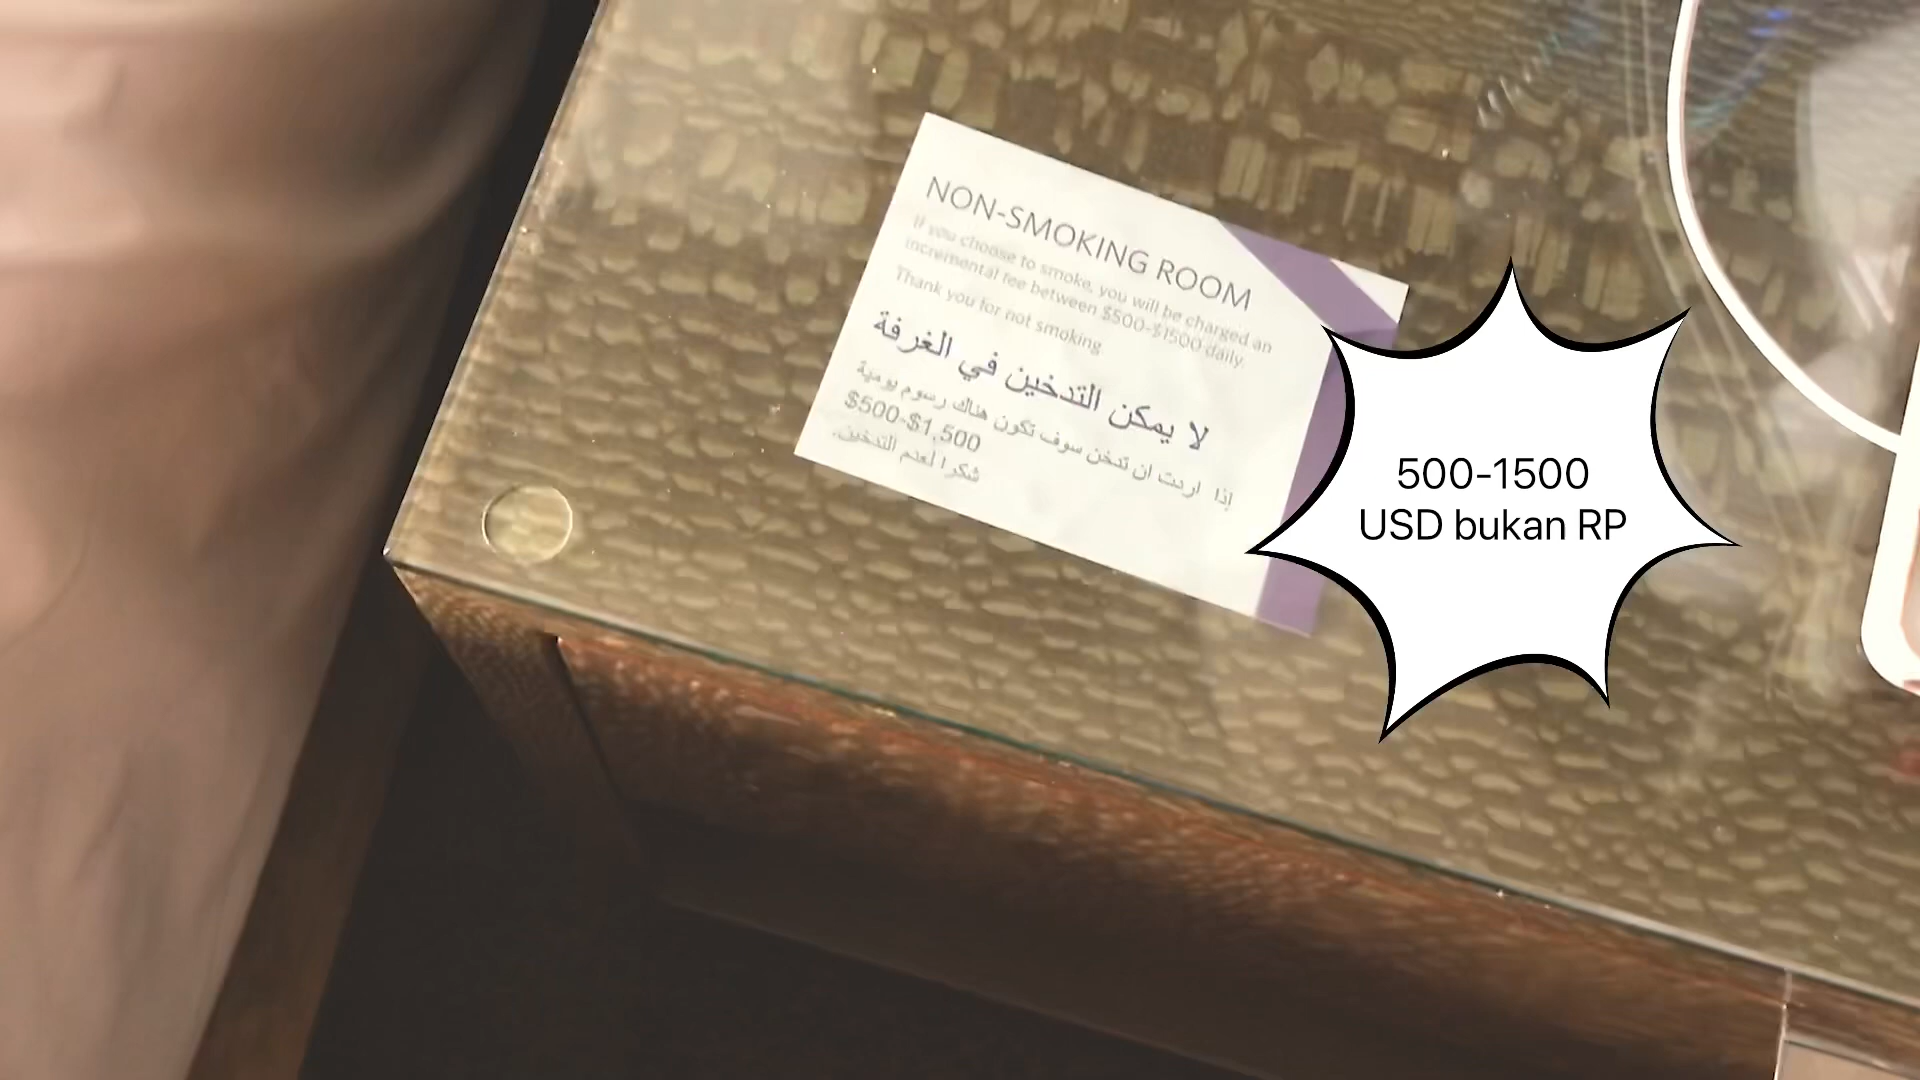 NON-SMOKING ROOM
If you choose to smoke, you will be charged an
incremental fee between $500-$1500 daily.
Thank you for not smoking
لا يمكن التدخين في الغرفة
إذا اردت ان تدخن سوف تكون هناك رسوم يومية
$500-$1,500
شكرا لعدم التدخين.
500-1500
USD bukan RP